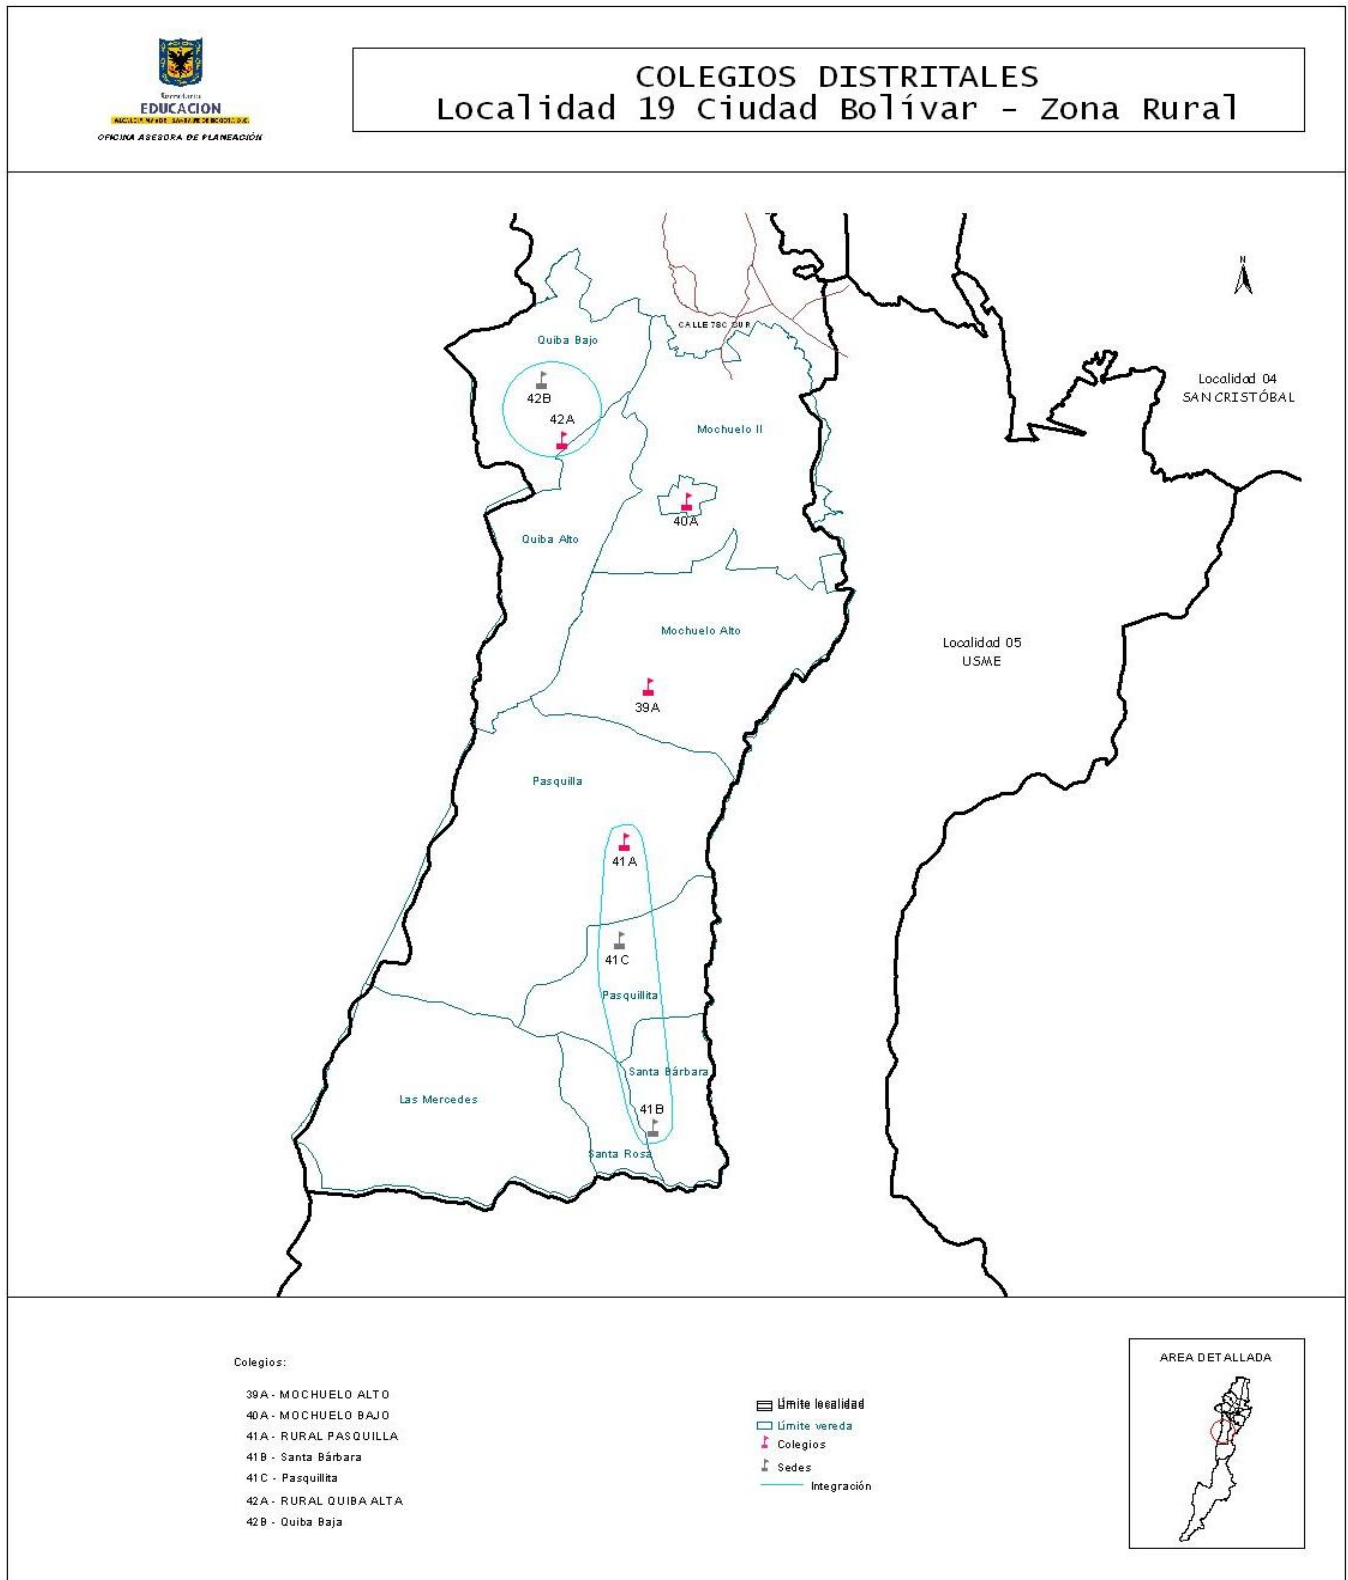 Secretaría
EDUCACION
OFICINA ASESORA DE PLANEACIÓN
COLEGIOS DISTRITALES
Localidad 19 Ciudad Bolívar - Zona Rural
N
CALLE 78C SUR
Quiba Bajo
42B
42A
Mochuelo II
Localidad 04
SAN CRISTÓBAL
40A
Quiba Alto
Mochuelo Alto
Localidad 05
USME
39A
Pasquilla
41A
41C
Pasquillita
Santa Bárbara
Las Mercedes
41B
Santa Rosa
Colegios:
39A - MOCHUELO ALTO
40A - MOCHUELO BAJO
41A - RURAL PASQUILLA
41B - Santa Bárbara
41C - Pasquillita
42A - RURAL QUIBA ALTA
42B - Quiba Baja
Límite localidad
Límite vereda
Colegios
Sedes
Integración
AREA DETALLADA